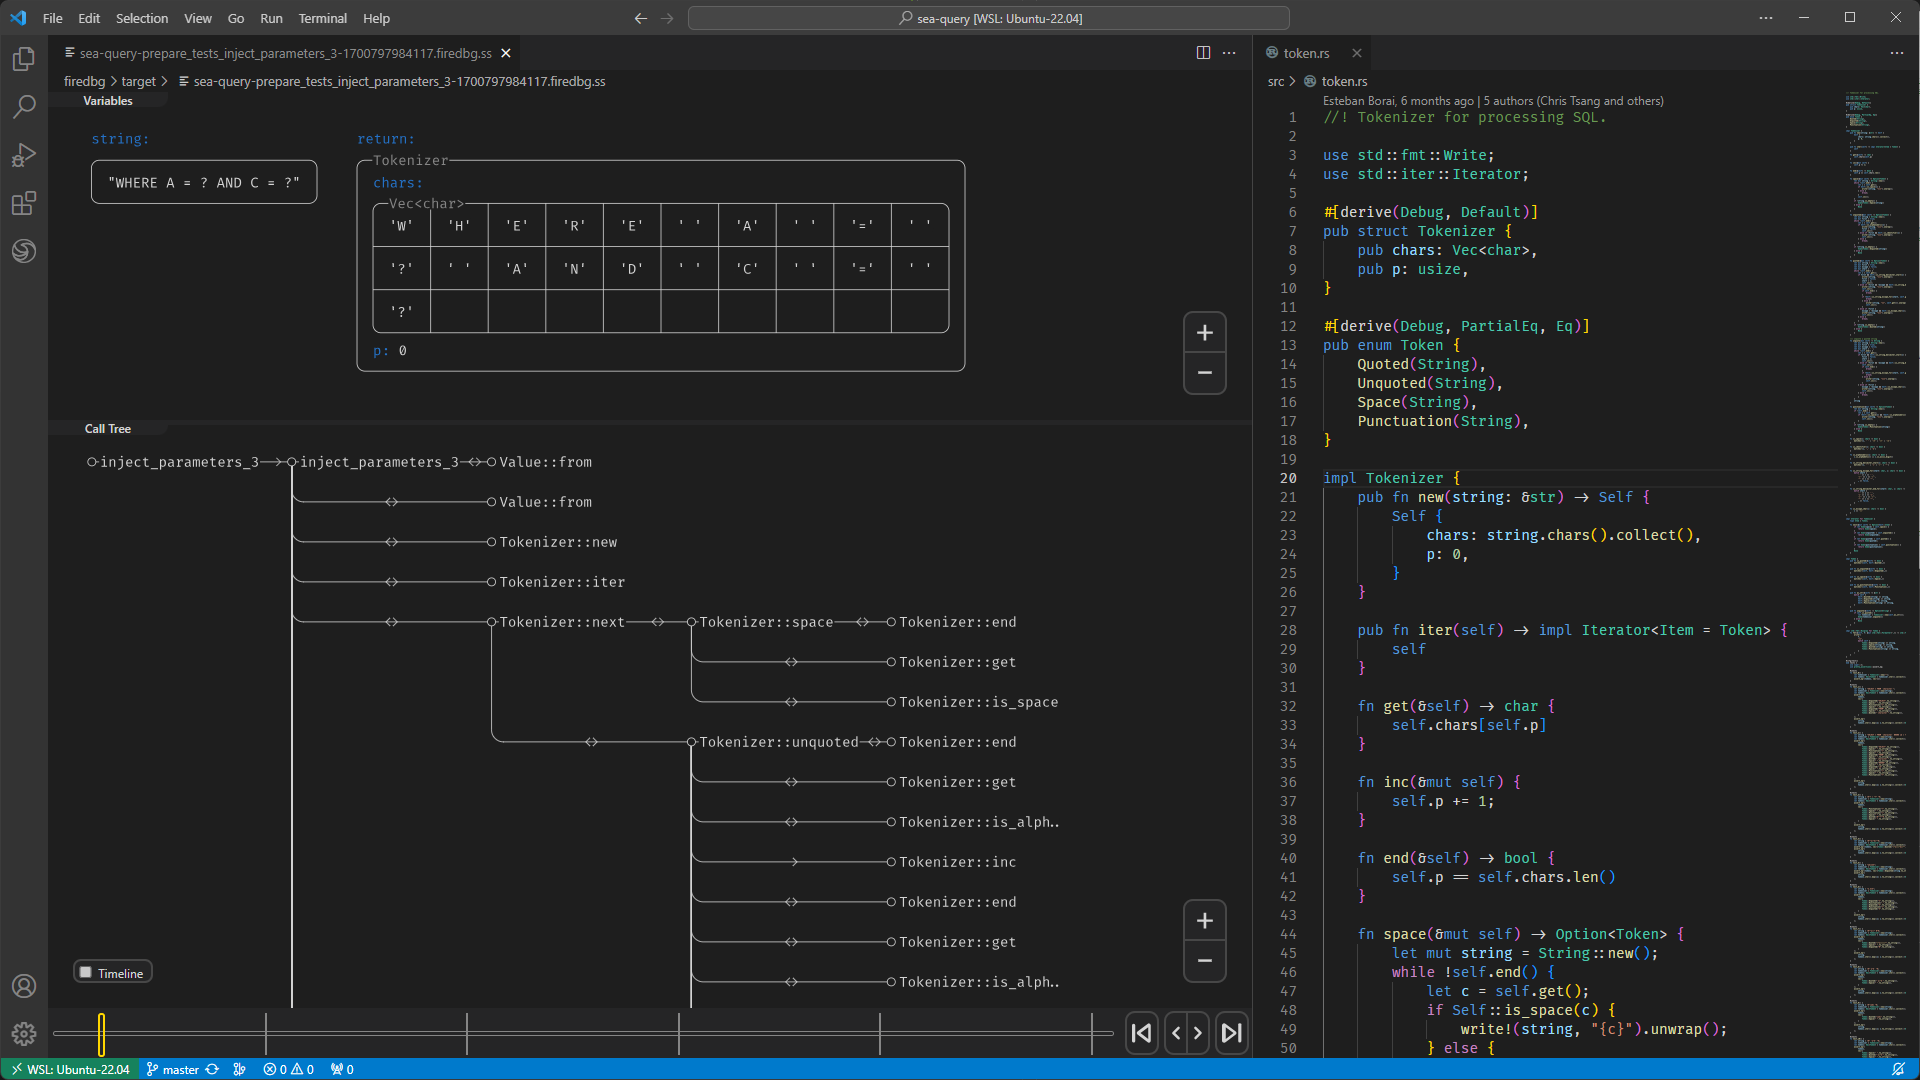 File Edit Selection View Go Run Terminal Help
sea-query [WSL: Ubuntu-22.04]
sea-query-prepare_tests_inject_parameters_3-1700797984117.firedbg.ss
firedbg > target > sea-query-prepare_tests_inject_parameters_3-1700797984117.firedbg.ss
Variables
string:
"WHERE A = ? AND C = ?"
return:
Tokenizer
chars:
Vec<char>
'W' 'H' 'E' 'R' 'E' ' ' 'A' ' ' '=' ' '
'?' ' ' 'A' 'N' 'D' ' ' 'C' ' ' '=' ' '
'?'
p: 0
+
−
Call Tree
inject_parameters_3 inject_parameters_3 Value::from
Value::from
Tokenizer::new
Tokenizer::iter
Tokenizer::next Tokenizer::space Tokenizer::end
Tokenizer::get
Tokenizer::is_space
Tokenizer::unquoted Tokenizer::end
Tokenizer::get
Tokenizer::is_alph..
Tokenizer::inc
Tokenizer::end
Tokenizer::get
Tokenizer::is_alph..
+
−
Timeline
token.rs
src > token.rs
Esteban Borai, 6 months ago | 5 authors (Chris Tsang and others)
1 //! Tokenizer for processing SQL.
2
3 use std::fmt::Write;
4 use std::iter::Iterator;
5
6 #[derive(Debug, Default)]
7 pub struct Tokenizer {
8 pub chars: Vec<char>,
9 pub p: usize,
10 }
11
12 #[derive(Debug, PartialEq, Eq)]
13 pub enum Token {
14 Quoted(String),
15 Unquoted(String),
16 Space(String),
17 Punctuation(String),
18 }
19
20 impl Tokenizer {
21 pub fn new(string: &str) → Self {
22 Self {
23 chars: string.chars().collect(),
24 p: 0,
25 }
26 }
27
28 pub fn iter(self) → impl Iterator<Item = Token> {
29 self
30 }
31
32 fn get(&self) → char {
33 self.chars[self.p]
34 }
35
36 fn inc(&mut self) {
37 self.p += 1;
38 }
39
40 fn end(&self) → bool {
41 self.p == self.chars.len()
42 }
43
44 fn space(&mut self) → Option<Token> {
45 let mut string = String::new();
46 while !self.end() {
47 let c = self.get();
48 if Self::is_space(c) {
49 write!(string, "{c}").unwrap();
50 } else {
WSL: Ubuntu-22.04 master 0 0 0